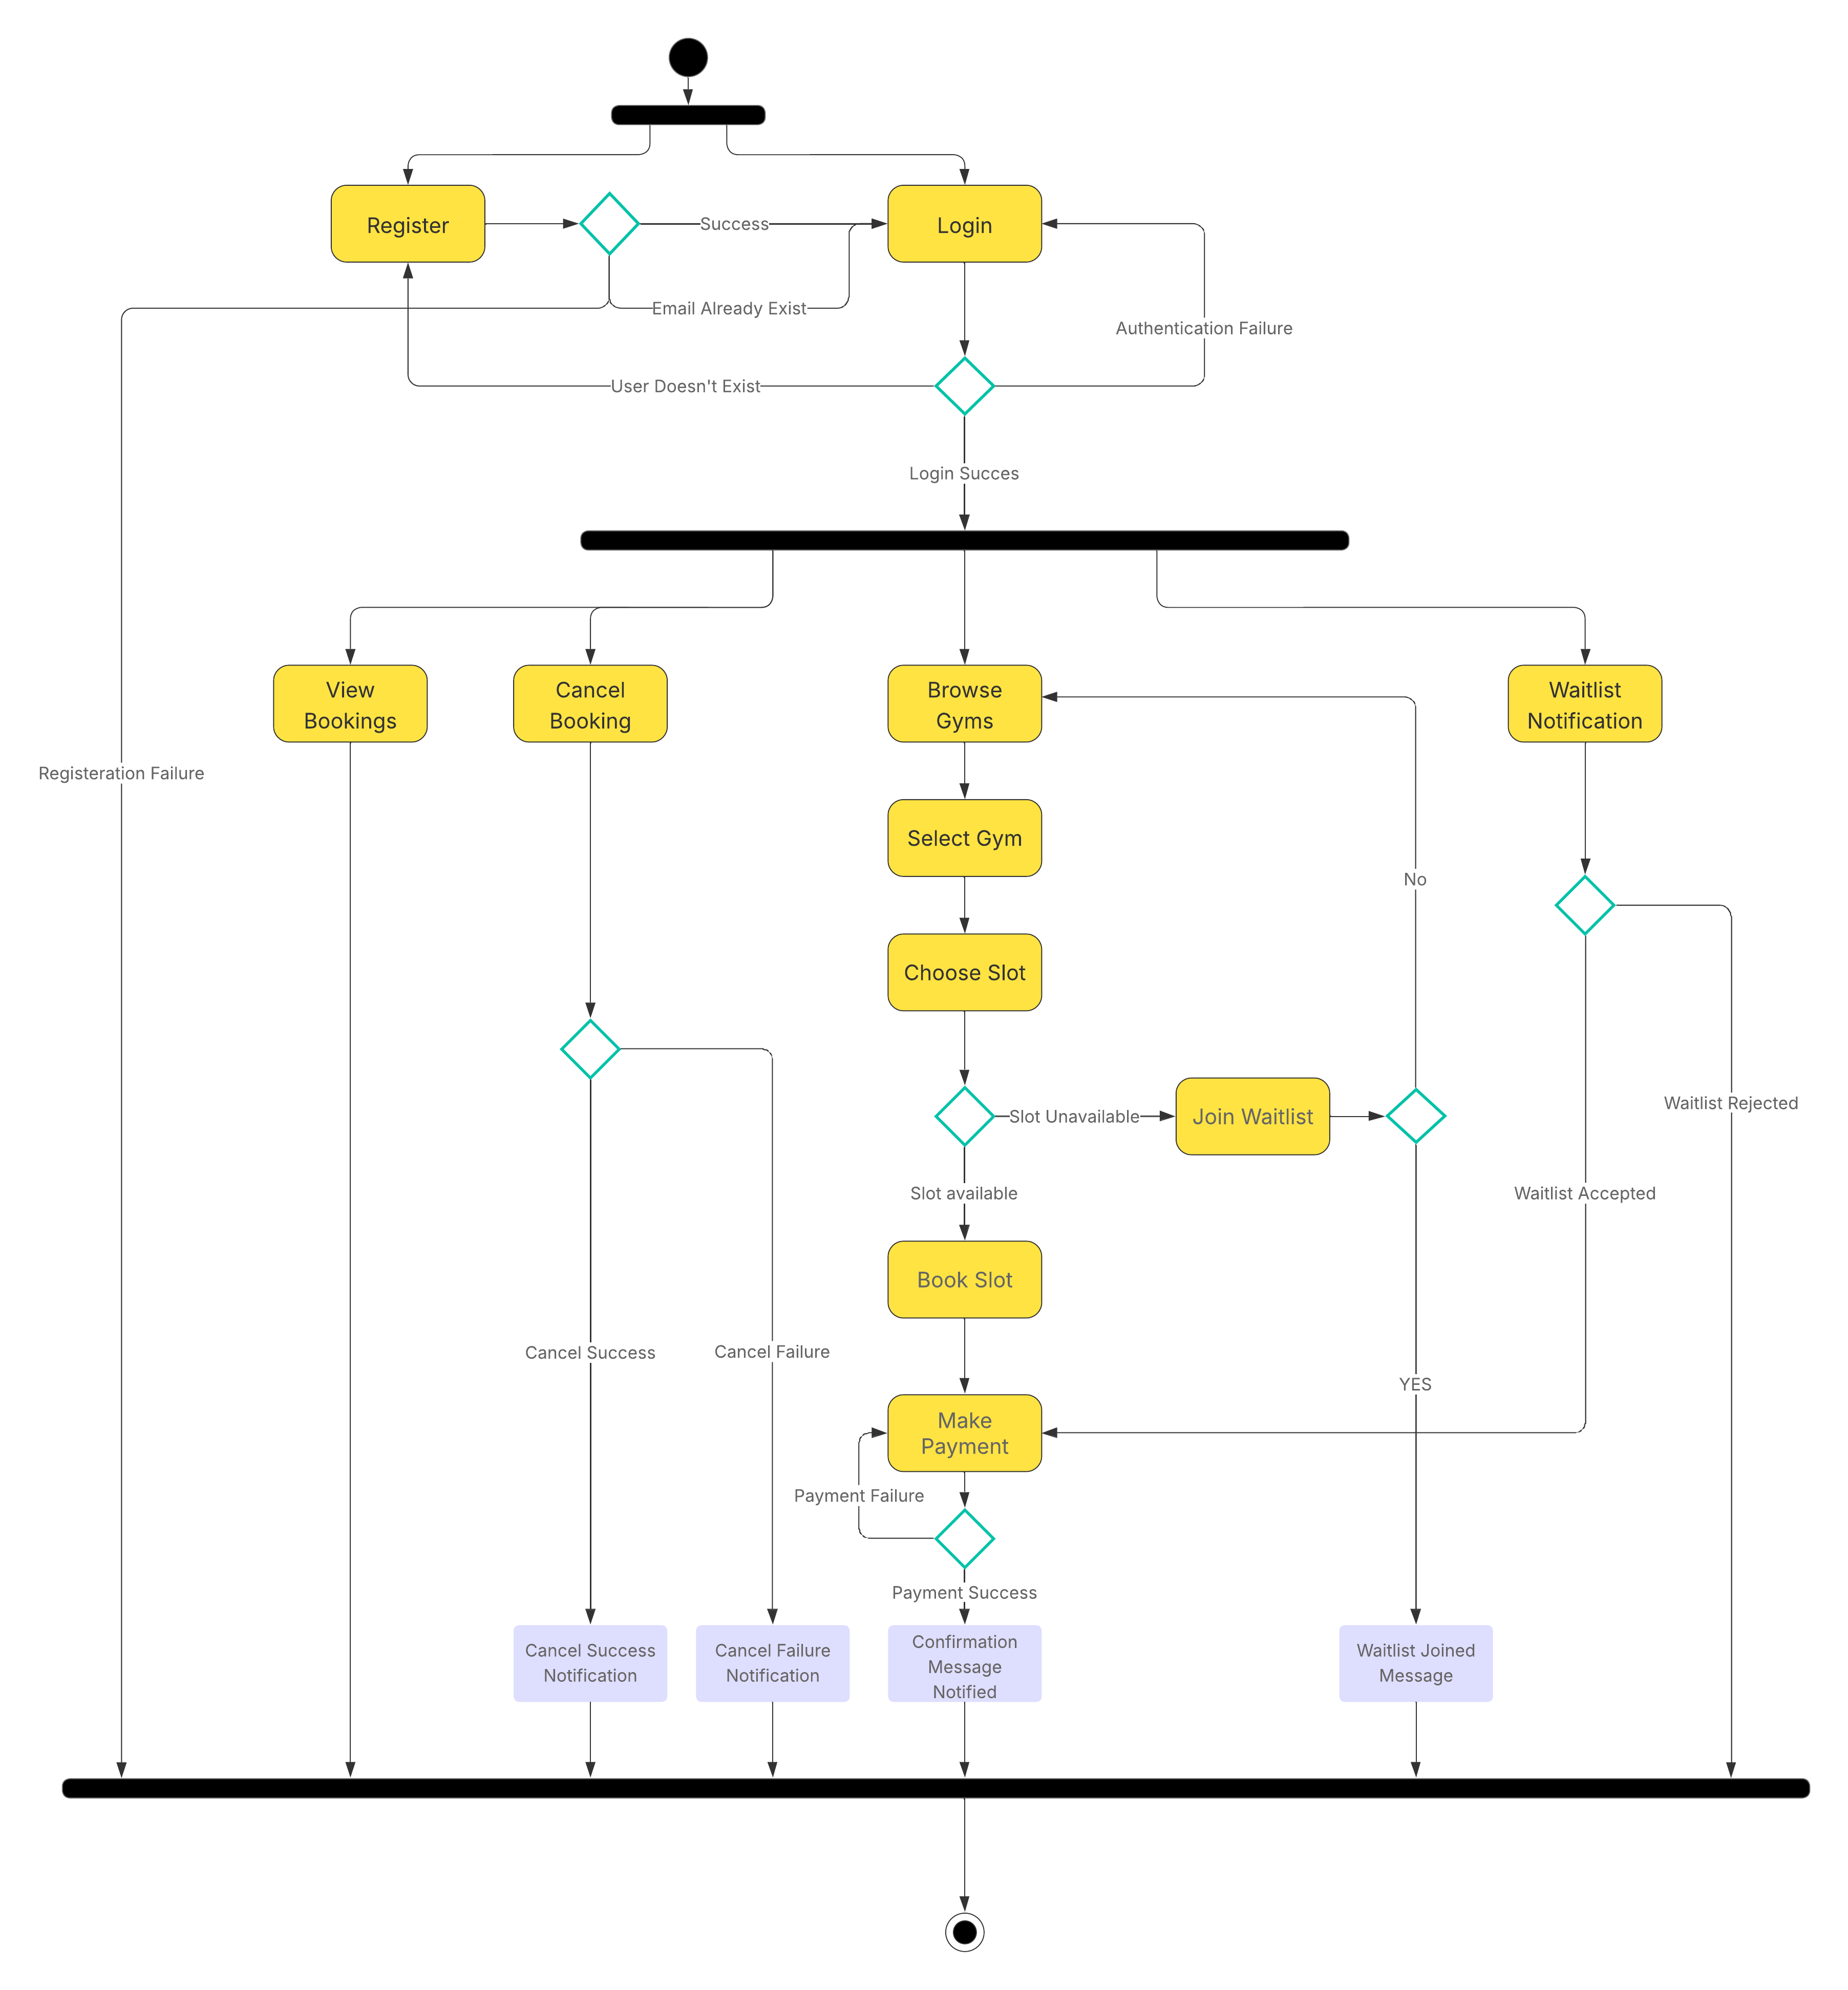 Register
Success
Login
Email Already Exist
Authentication Failure
User Doesn't Exist
Login Succes
View
Bookings
Cancel
Booking
Browse
Gyms
Waitlist
Notification
Registeration Failure
Select Gym
No
Choose Slot
Slot Unavailable
Join Waitlist
Waitlist Rejected
Slot available
Waitlist Accepted
Book Slot
Cancel Success
Cancel Failure
YES
Make
Payment
Payment Failure
Payment Success
Cancel Success
Notification
Cancel Failure
Notification
Confirmation
Message
Notified
Waitlist Joined
Message